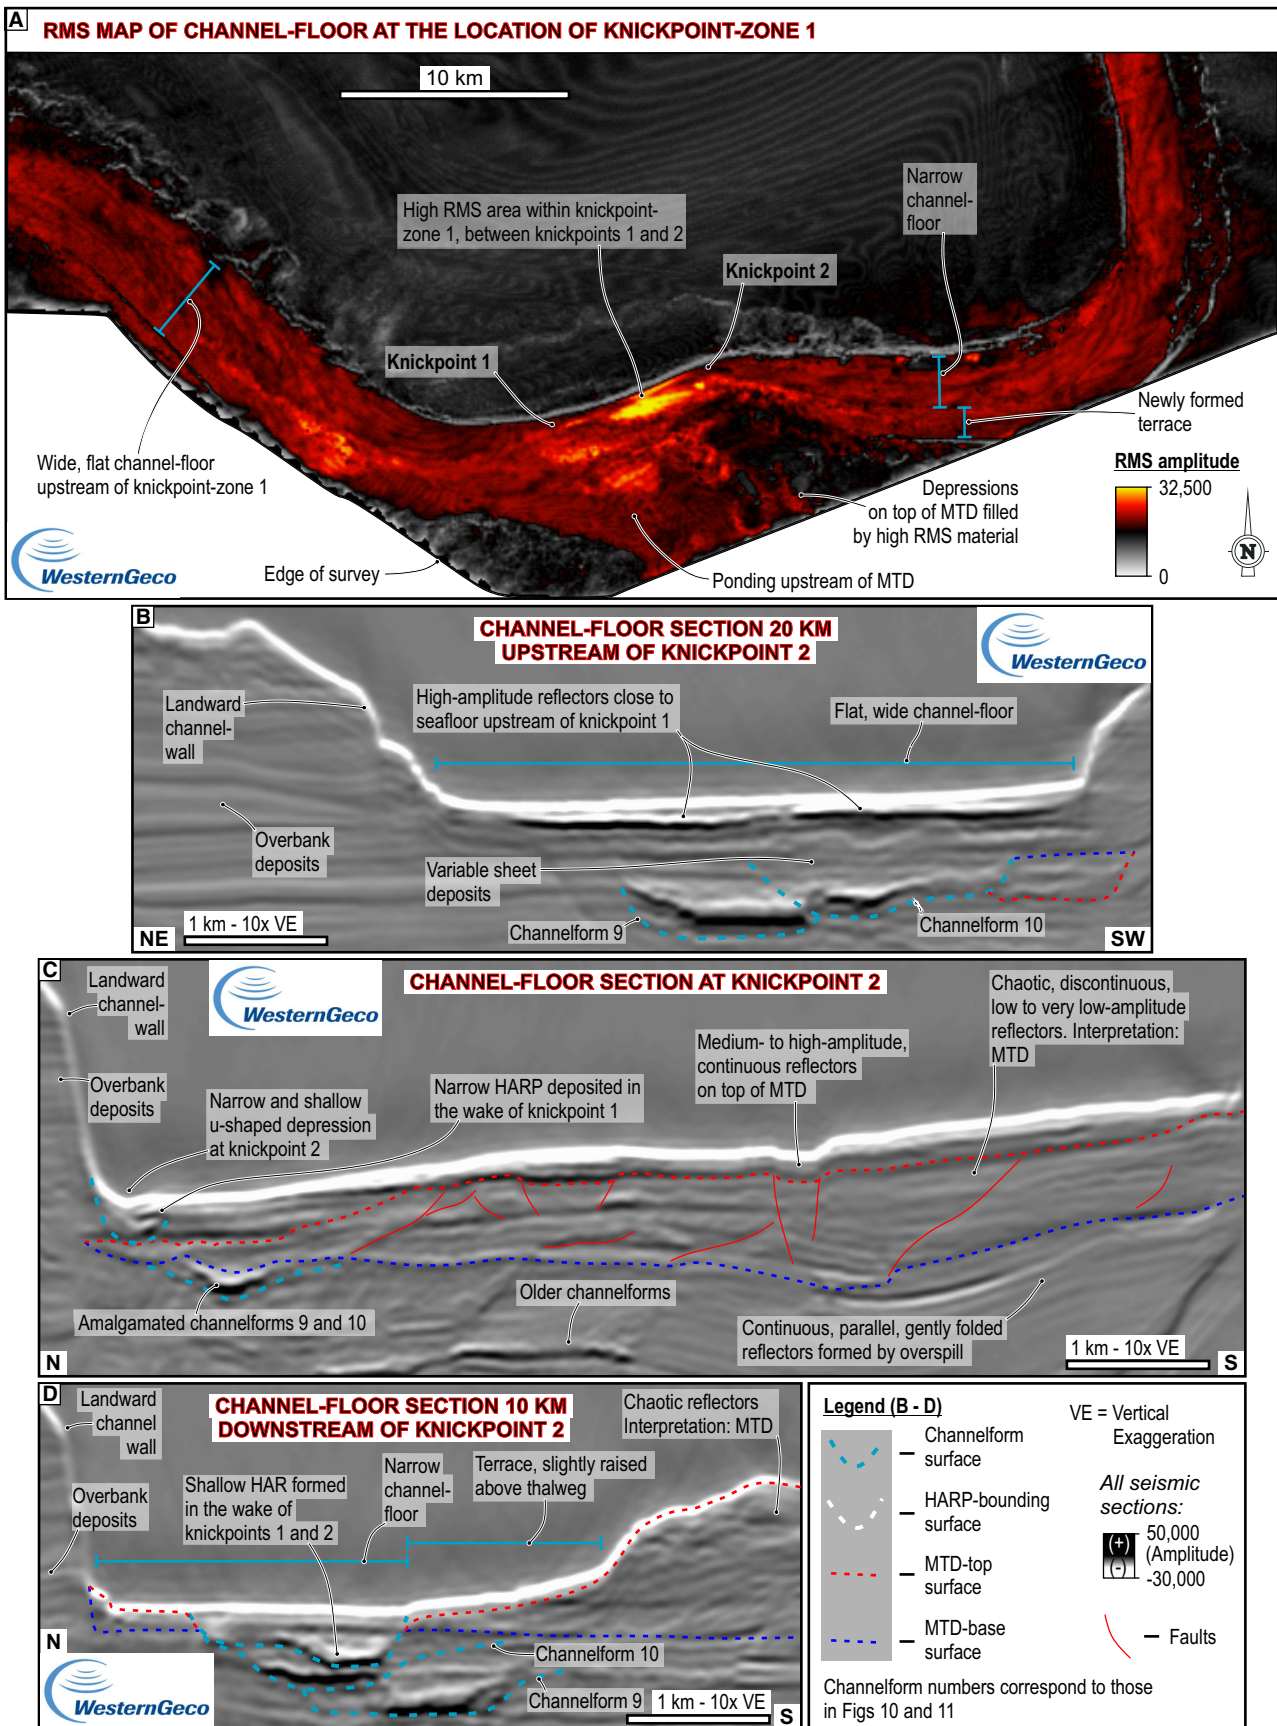 A
RMS MAP OF CHANNEL-FLOOR AT THE LOCATION OF KNICKPOINT-ZONE 1
10 km
High RMS area within knickpoint-
zone 1, between knickpoints 1 and 2
Narrow
channel-
floor
Knickpoint 2
Knickpoint 1
Wide, flat channel-floor
upstream of knickpoint-zone 1
Newly formed
terrace
Depressions
on top of MTD filled
by high RMS material
RMS amplitude
32,500
0
N
WesternGeco
Edge of survey
Ponding upstream of MTD
B
CHANNEL-FLOOR SECTION 20 KM
UPSTREAM OF KNICKPOINT 2
WesternGeco
Landward
channel-
wall
High-amplitude reflectors close to
seafloor upstream of knickpoint 1
Flat, wide channel-floor
Overbank
deposits
Variable sheet
deposits
Channelform 9
Channelform 10
1 km - 10x VE
NE
SW
C
CHANNEL-FLOOR SECTION AT KNICKPOINT 2
WesternGeco
Landward
channel-
wall
Chaotic, discontinuous,
low to very low-amplitude
reflectors. Interpretation:
MTD
Medium- to high-amplitude,
continuous reflectors
on top of MTD
Overbank
deposits
Narrow and shallow
u-shaped depression
at knickpoint 2
Narrow HARP deposited in
the wake of knickpoint 1
Older channelforms
Amalgamated channelforms 9 and 10
Continuous, parallel, gently folded
reflectors formed by overspill
1 km - 10x VE
N
S
D
CHANNEL-FLOOR SECTION 10 KM
DOWNSTREAM OF KNICKPOINT 2
Landward
channel
wall
Chaotic reflectors
Interpretation: MTD
Overbank
deposits
Shallow HAR formed
in the wake of
knickpoints 1 and 2
Narrow
channel-
floor
Terrace, slightly raised
above thalweg
Channelform 10
Channelform 9
1 km - 10x VE
N
S
WesternGeco
Legend (B - D)
Channelform
surface
HARP-bounding
surface
MTD-top
surface
MTD-base
surface
VE = Vertical
Exaggeration
All seismic
sections:
(+)
(-)
50,000
(Amplitude)
-30,000
Faults
Channelform numbers correspond to those
in Figs 10 and 11